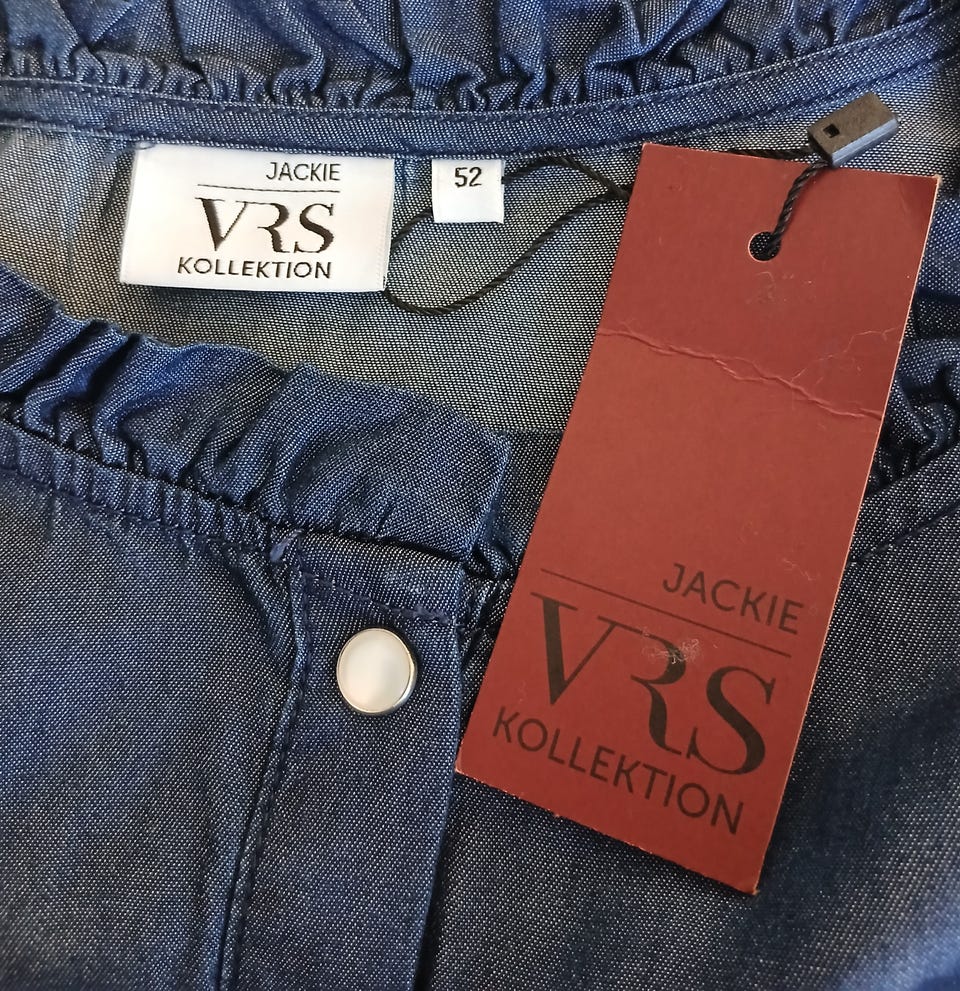 JACKIE
VRS
KOLLEKTION
52
JACKIE
VRS
KOLLEKTION